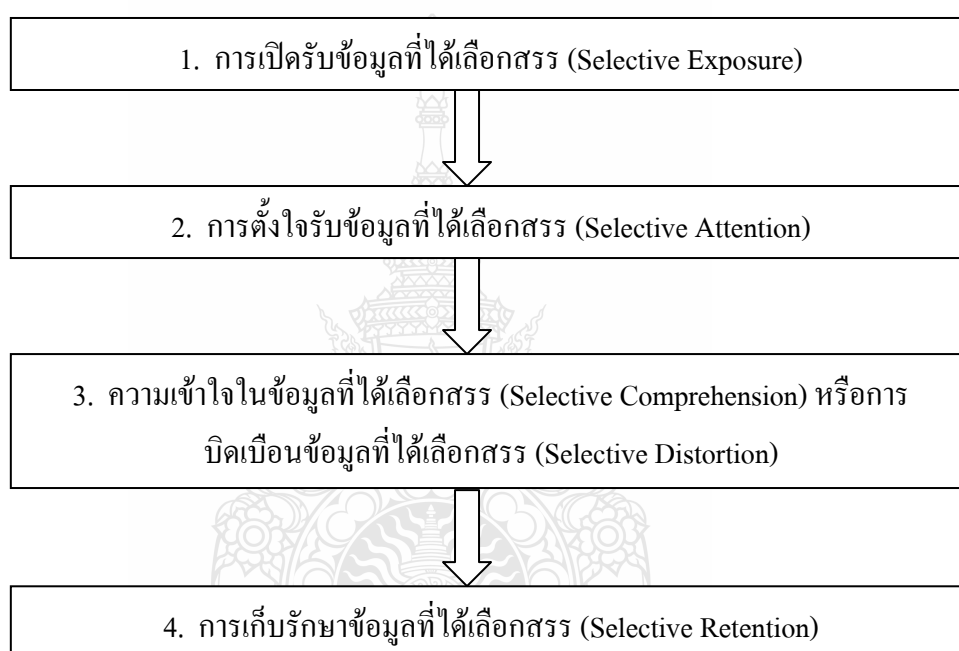 1. การเปิดรับข้อมูลที่ได้เลือกสรร (Selective Exposure)
2. การตั้งใจรับข้อมูลที่ได้เลือกสรร (Selective Attention)
3. ความเข้าใจในข้อมูลที่ได้เลือกสรร (Selective Comprehension) หรือการ
บิดเบือนข้อมูลที่ได้เลือกสรร (Selective Distortion)
4. การเก็บรักษาข้อมูลที่ได้เลือกสรร (Selective Retention)